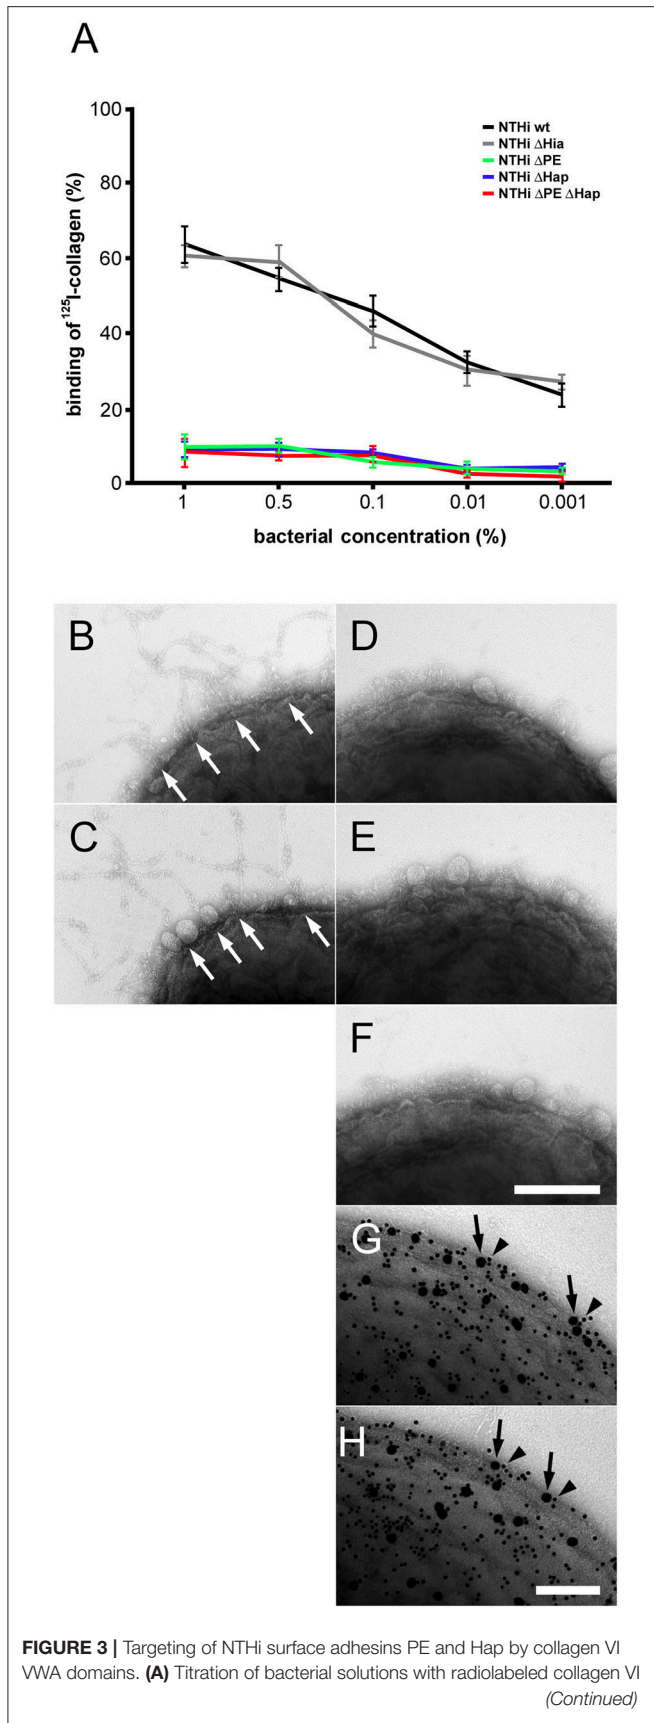 A
100
80
60
40
20
0
binding of ¹²⁵I-collagen (%)
NTHi wt
NTHi ΔHia
NTHi ΔPE
NTHi ΔHap
NTHi ΔPE ΔHap
1
0.5
0.1
0.01
0.001
bacterial concentration (%)
B
D
C
E
F
G
H
FIGURE 3 | Targeting of NTHi surface adhesins PE and Hap by collagen VI
VWA domains. (A) Titration of bacterial solutions with radiolabeled collagen VI
(Continued)